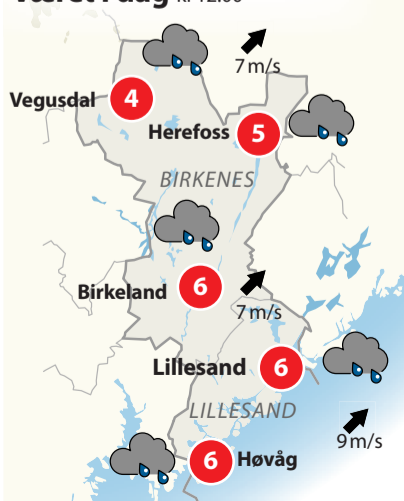 7 m/s
Vegusdal 4
Herefoss 5
BIRKENES
Birkeland 6
7 m/s
Lillesand 6
LILLESAND
9 m/s
6 Høvåg